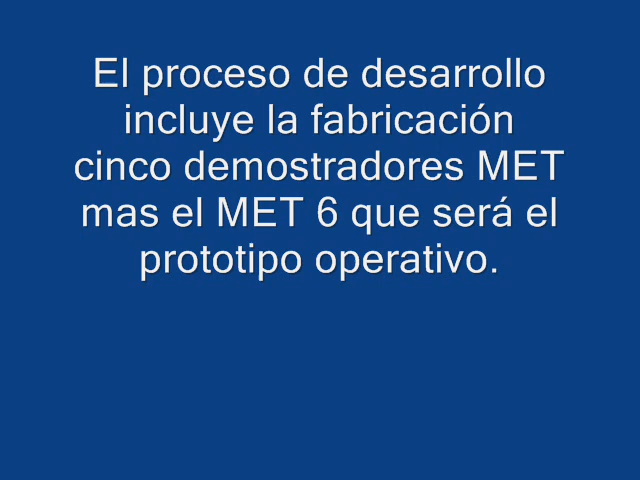 El proceso de desarrollo
incluye la fabricación
cinco demostradores MET
mas el MET 6 que será el
prototipo operativo.